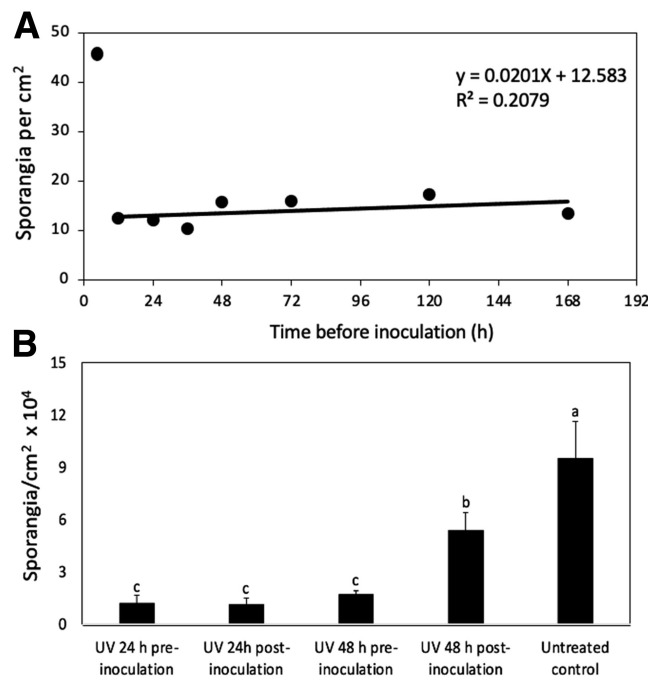 A
50
40
30
20
10
0
Sporangia per cm²
y = 0.0201X + 12.583
R² = 0.2079
0 24 48 72 96 120 144 168 192
Time before inoculation (h)
B
15
12
9
6
3
0
Sporangia/cm² x 10⁴
c c c b a
UV 24 h pre- UV 24h post- UV 48 h pre- UV 48 h post- Untreated
inoculation inoculation inoculation inoculation control